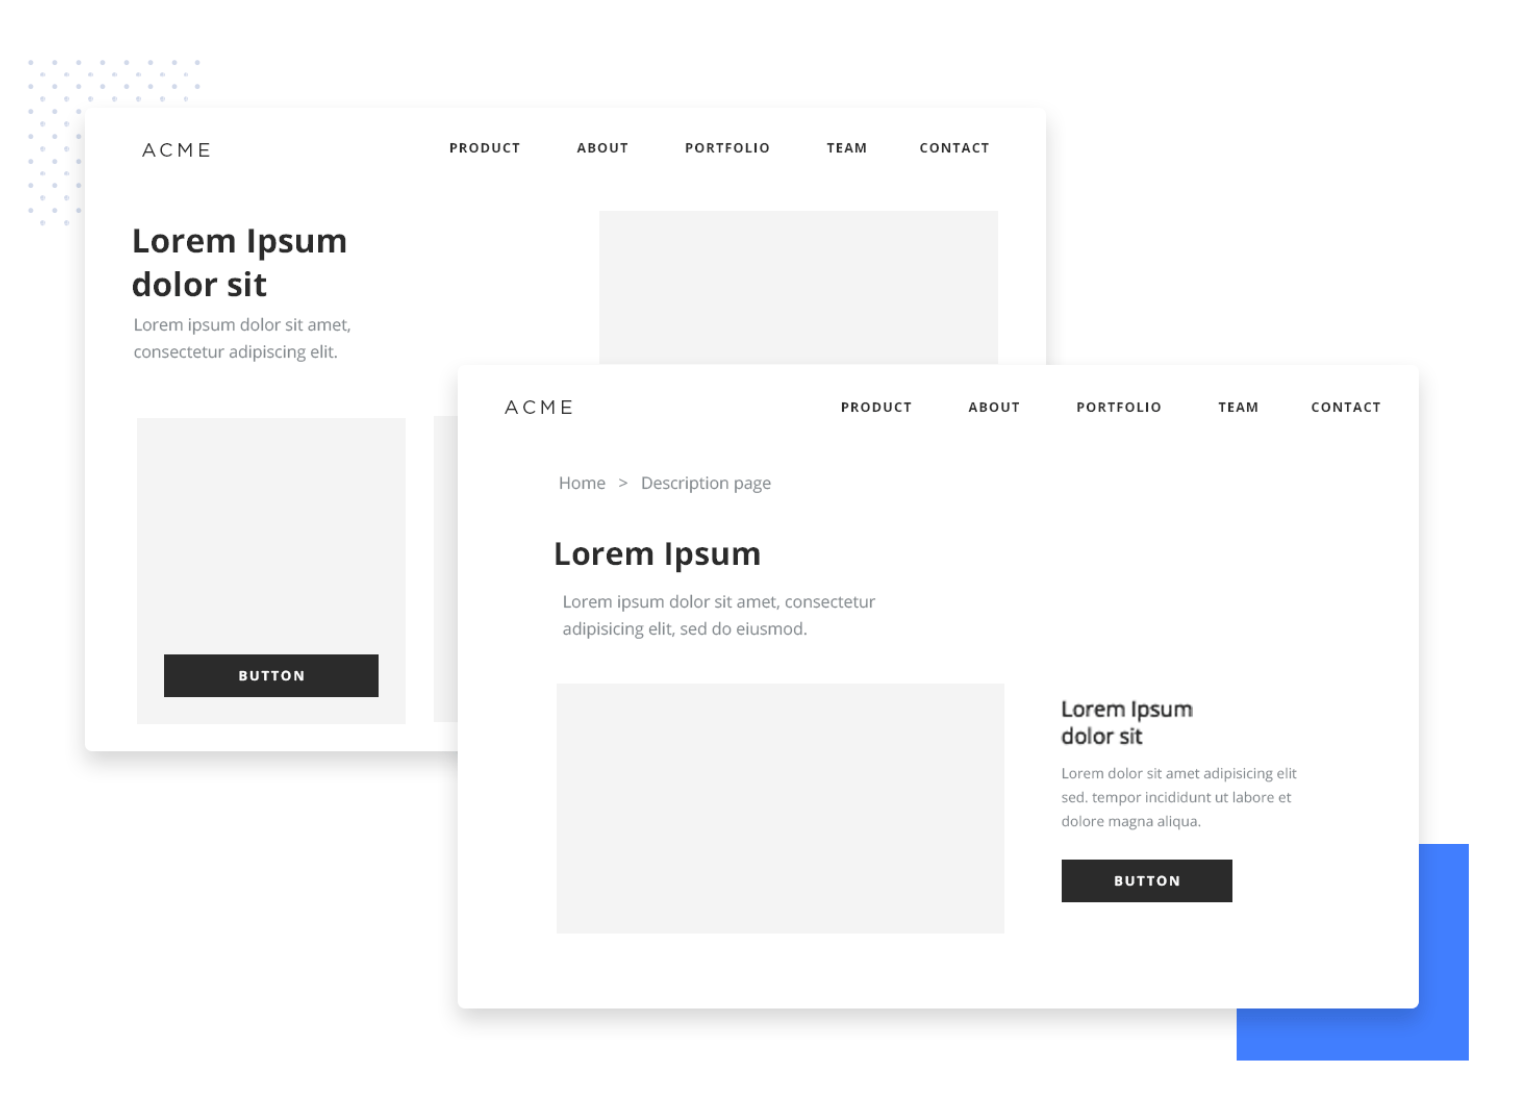 ACME
PRODUCT ABOUT PORTFOLIO TEAM CONTACT
Lorem Ipsum
dolor sit
Lorem ipsum dolor sit amet,
consectetur adipiscing elit.
BUTTON
ACME
PRODUCT ABOUT PORTFOLIO TEAM CONTACT
Home > Description page
Lorem Ipsum
Lorem ipsum dolor sit amet, consectetur
adipisicing elit, sed do eiusmod.
Lorem Ipsum
dolor sit
Lorem dolor sit amet adipisicing elit
sed. tempor incididunt ut labore et
dolore magna aliqua.
BUTTON